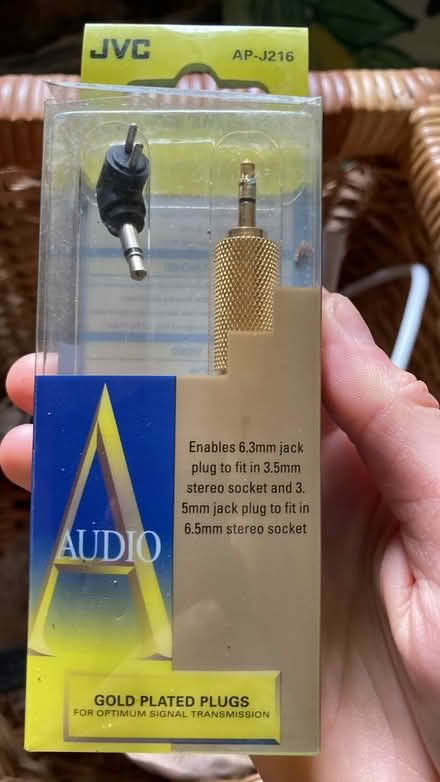 JVC AP-J216
Enables 6.3mm jack
plug to fit in 3.5mm
stereo socket and 3.
5mm jack plug to fit in
6.5mm stereo socket
AUDIO
GOLD PLATED PLUGS
FOR OPTIMUM SIGNAL TRANSMISSION